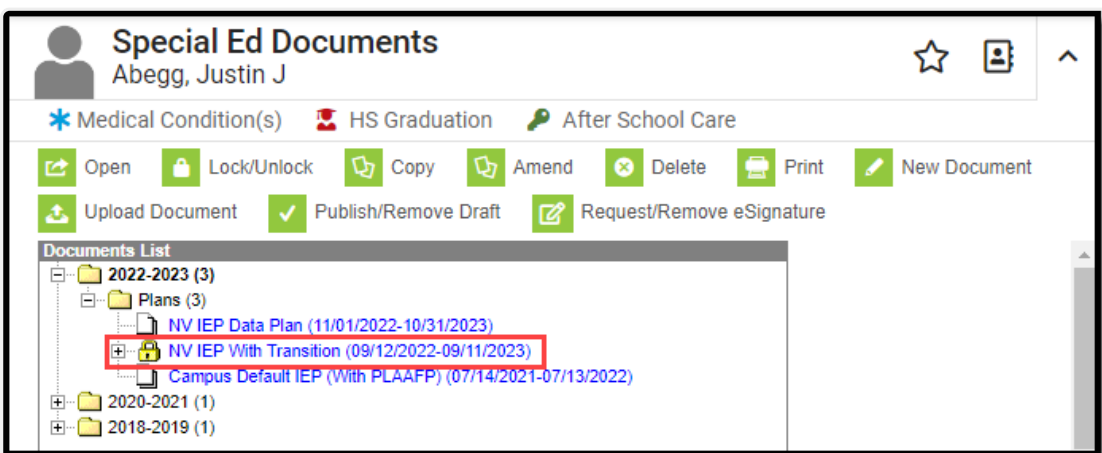 Special Ed Documents
Abegg, Justin J
Medical Condition(s) HS Graduation After School Care
Open Lock/Unlock Copy Amend Delete Print New Document
Upload Document Publish/Remove Draft Request/Remove eSignature
Documents List
2022-2023 (3)
Plans (3)
NV IEP Data Plan (11/01/2022-10/31/2023)
NV IEP With Transition (09/12/2022-09/11/2023)
Campus Default IEP (With PLAAFP) (07/14/2021-07/13/2022)
2020-2021 (1)
2018-2019 (1)